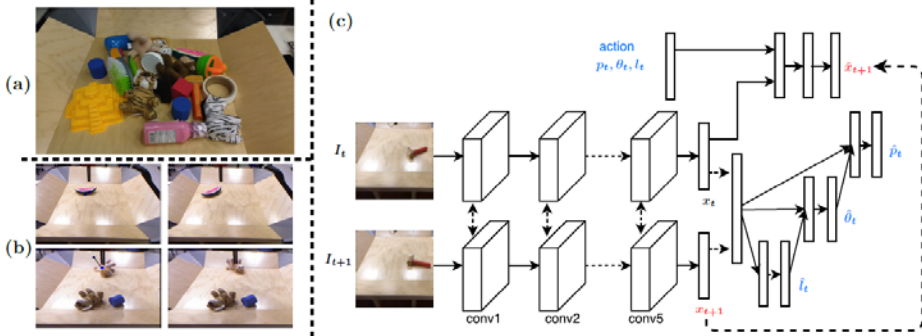 (a)
(b)
(c)
action
p_t, θ_t, l_t
x̂_{t+1}
I_t
x_t
p̂_t
θ̂_t
l̂_t
I_{t+1}
x_{t+1}
conv1
conv2
conv5